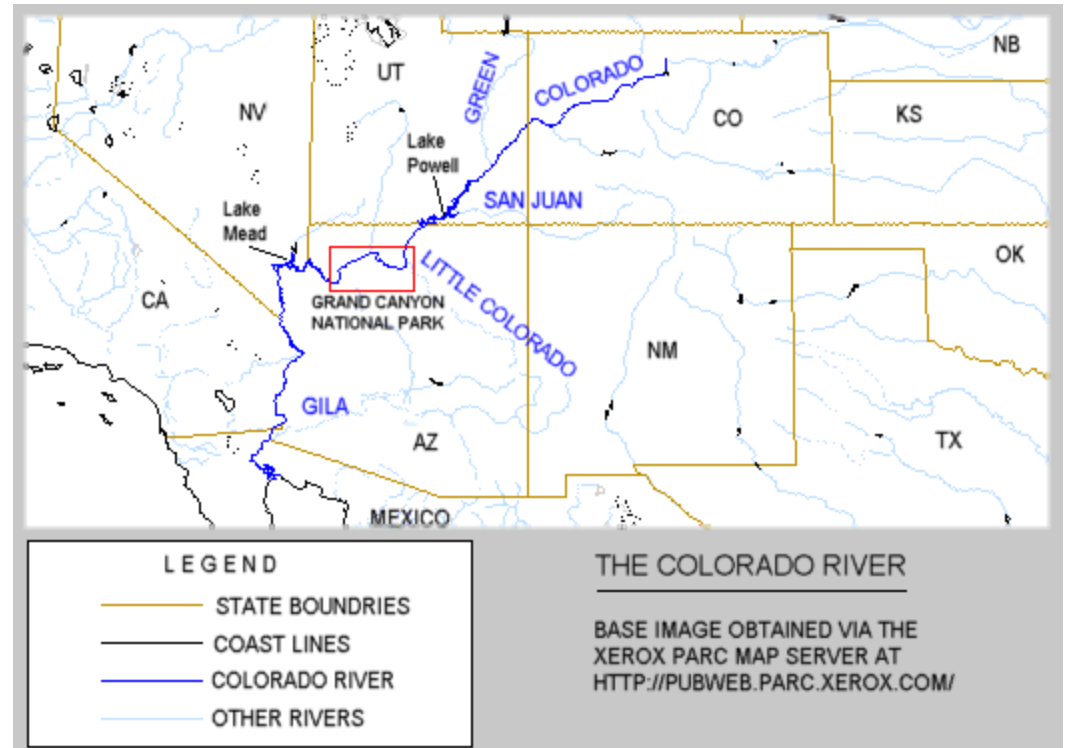 NB
UT
GREEN
COLORADO
NV
CO
KS
Lake
Powell
SAN JUAN
Lake
Mead
OK
LITTLE COLORADO
CA
GRAND CANYON
NATIONAL PARK
NM
GILA
AZ
TX
MEXICO
LEGEND
STATE BOUNDRIES
COAST LINES
COLORADO RIVER
OTHER RIVERS
THE COLORADO RIVER
BASE IMAGE OBTAINED VIA THE
XEROX PARC MAP SERVER AT
HTTP://PUBWEB.PARC.XEROX.COM/